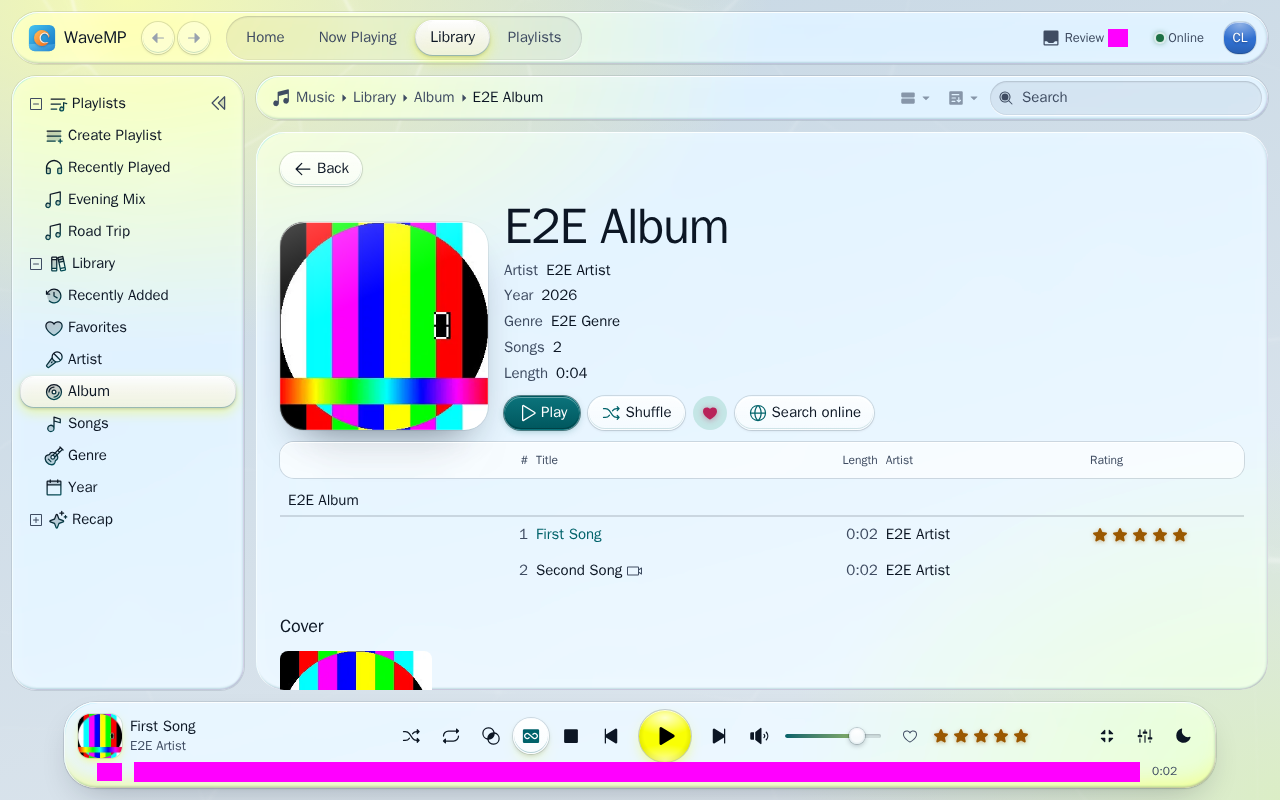 WaveMP
Home
Now Playing
Library
Playlists
Review
Online
CL
Playlists
Create Playlist
Recently Played
Evening Mix
Road Trip
Library
Recently Added
Favorites
Artist
Album
Songs
Genre
Year
Recap
Music Library Album E2E Album
Search
Back
E2E Album
Artist E2E Artist
Year 2026
Genre E2E Genre
Songs 2
Length 0:04
Play
Shuffle
Search online
# Title Length Artist Rating
E2E Album
1 First Song 0:02 E2E Artist
2 Second Song 0:02 E2E Artist
Cover
First Song
E2E Artist
0:02